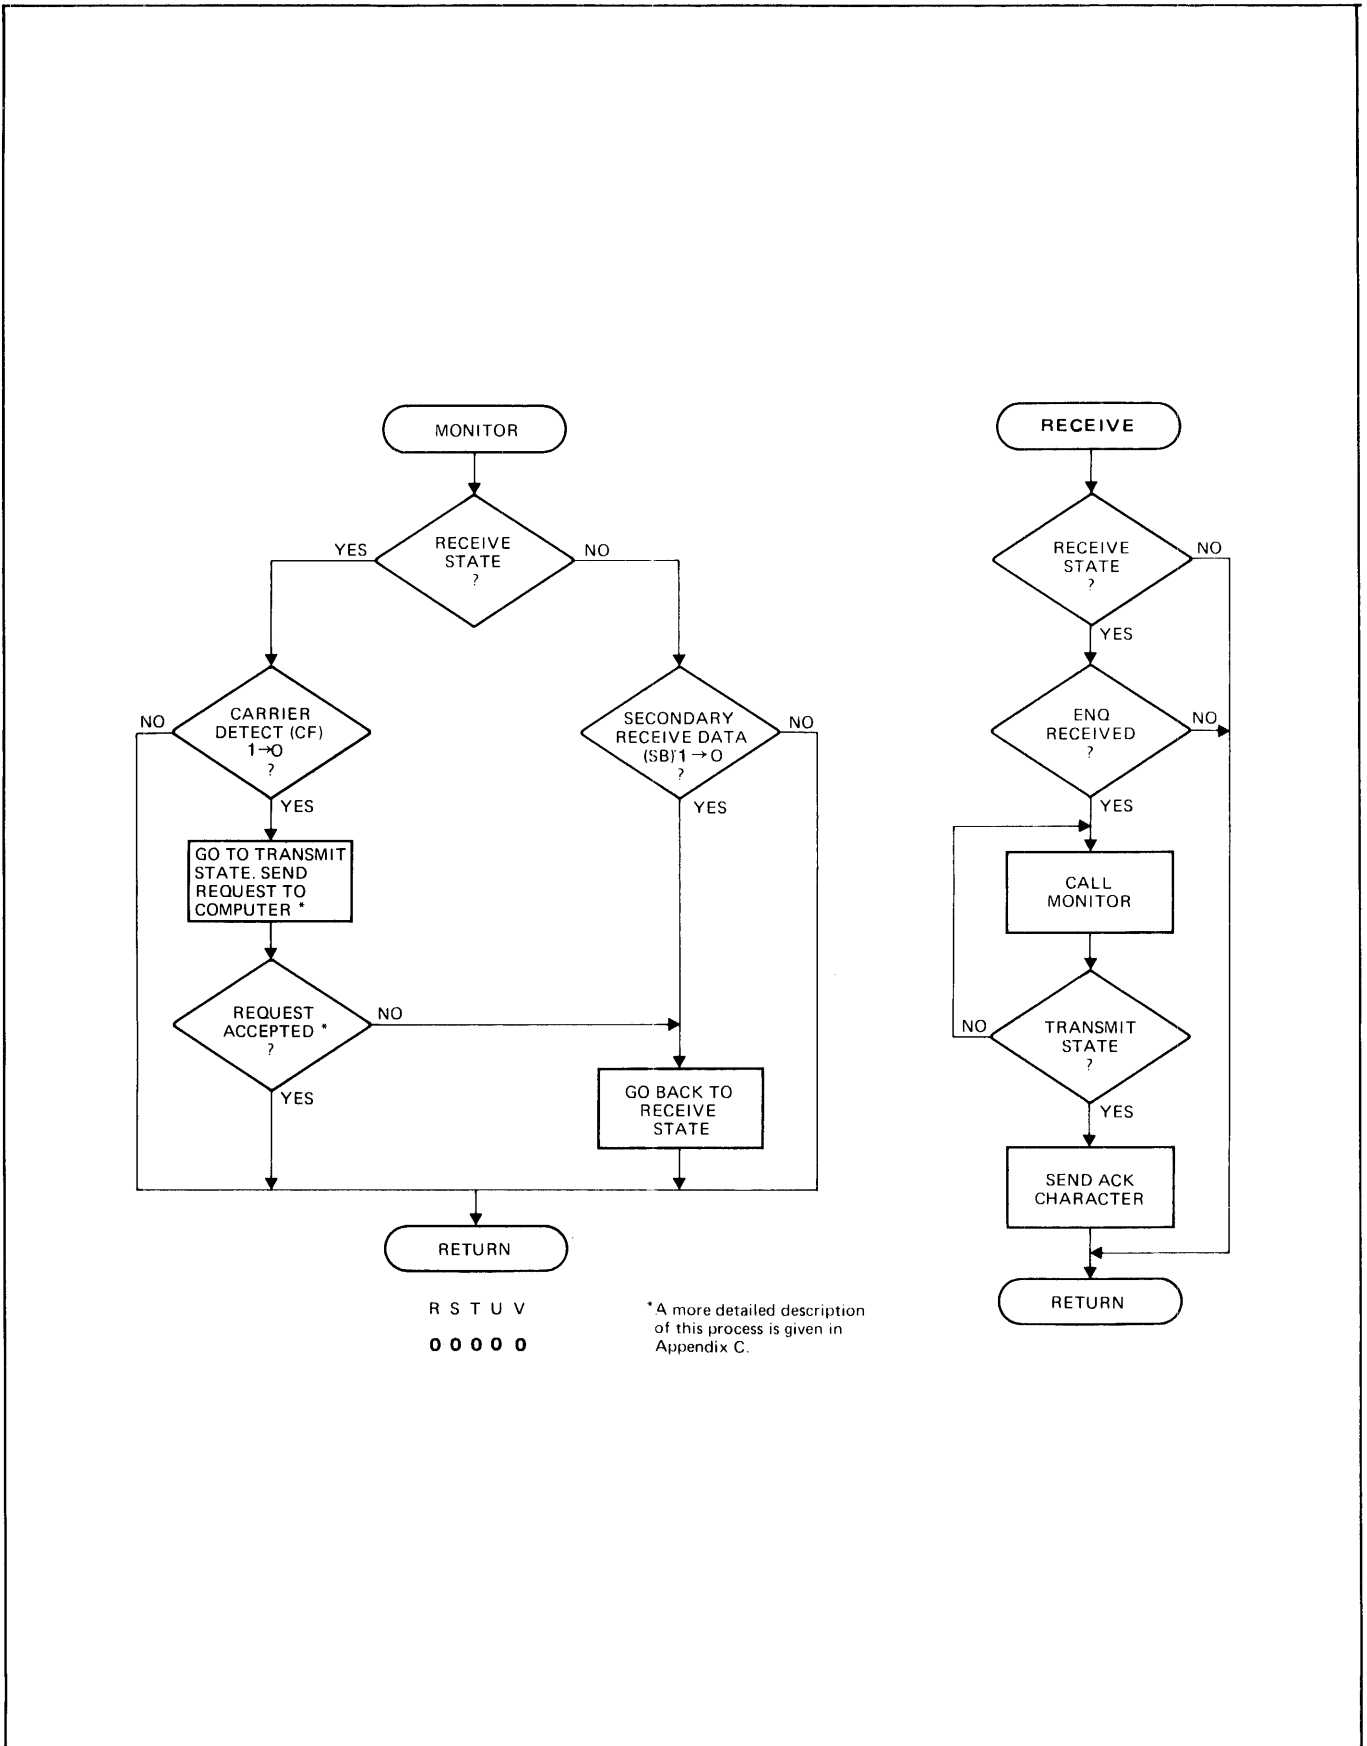 MONITOR
RECEIVE
STATE
?
YES
NO
NO
CARRIER
DETECT (CF)
1→0
?
YES
SECONDARY
RECEIVE DATA
(SB) 1→0
?
NO
YES
GO TO TRANSMIT
STATE. SEND
REQUEST TO
COMPUTER *
REQUEST
ACCEPTED *
?
NO
YES
GO BACK TO
RECEIVE
STATE
RETURN
R S T U V
0 0 0 0 0
*A more detailed description
of this process is given in
Appendix C.
RECEIVE
RECEIVE
STATE
?
NO
YES
ENQ
RECEIVED
?
NO
YES
CALL
MONITOR
NO
TRANSMIT
STATE
?
YES
SEND ACK
CHARACTER
RETURN